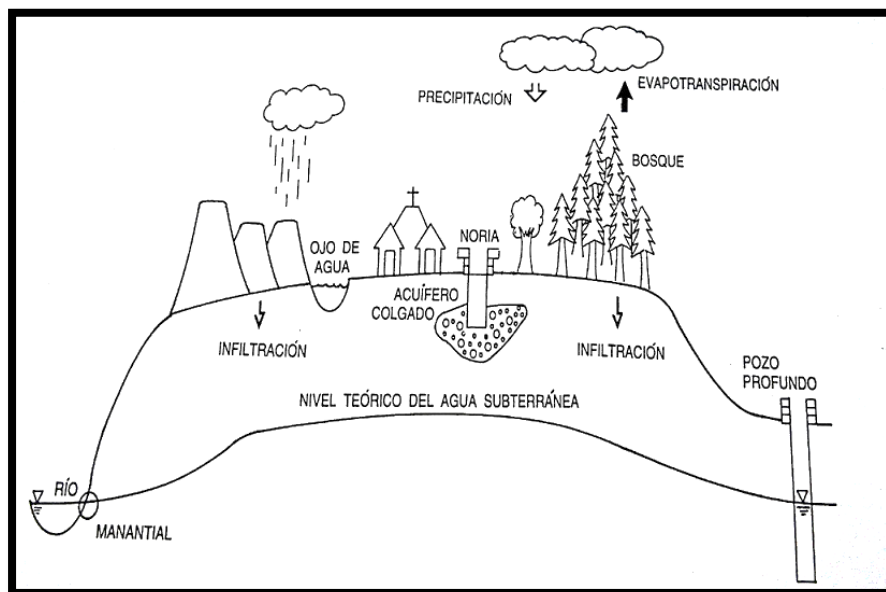 PRECIPITACIÓN
EVAPOTRANSPIRACIÓN
BOSQUE
OJO DE
AGUA
NORIA
ACUÍFERO
COLGADO
INFILTRACIÓN
INFILTRACIÓN
POZO
PROFUNDO
NIVEL TEÓRICO DEL AGUA SUBTERRÁNEA
RÍO
MANANTIAL